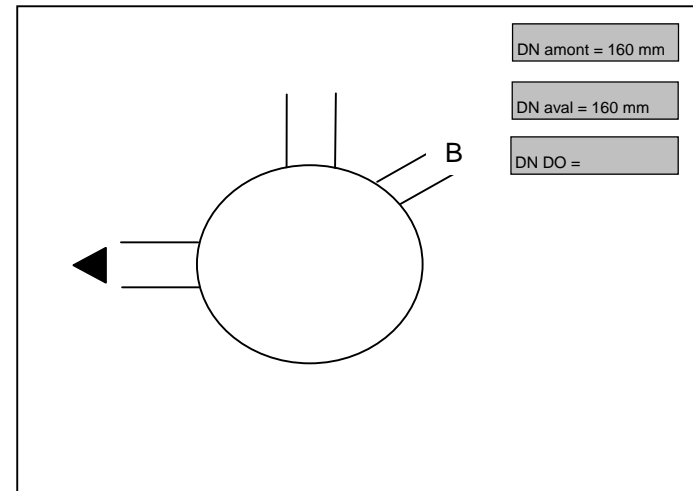 DN amont = 160 mm
DN aval = 160 mm
B
DN DO =